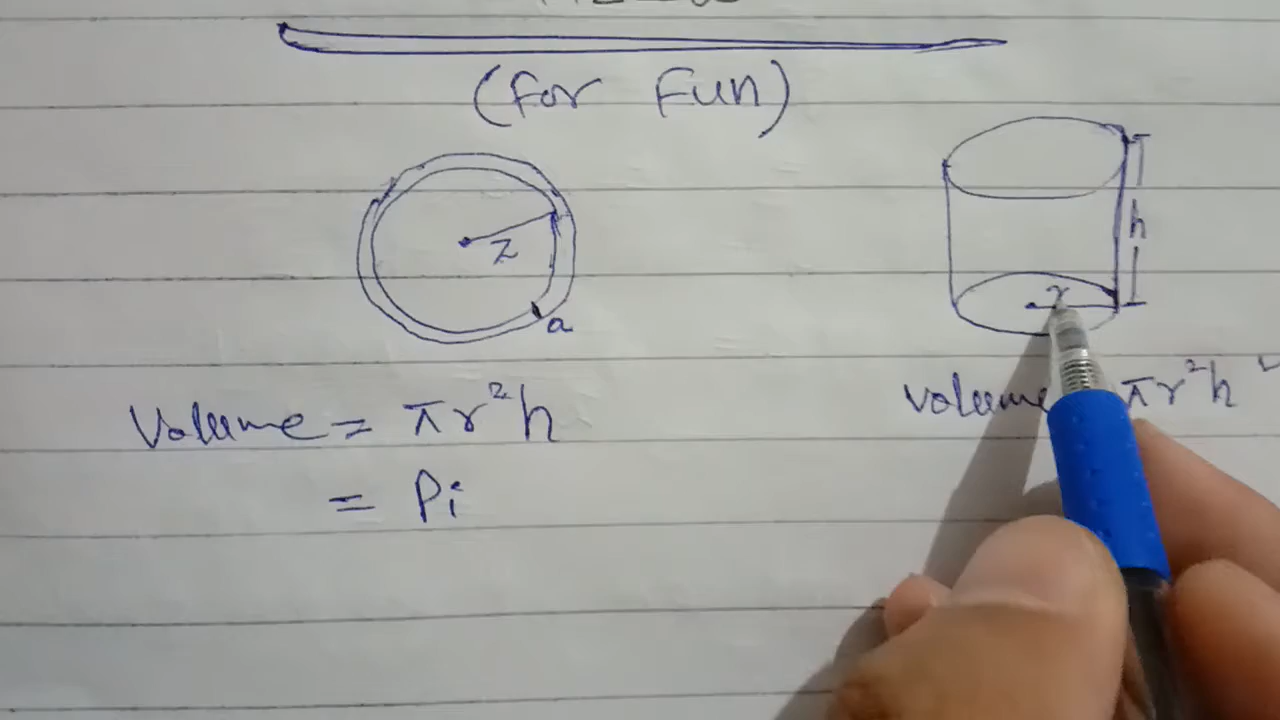 (For Fun)
z
a
h
r
Volume = πr²h
= Pi
Volume πr²h